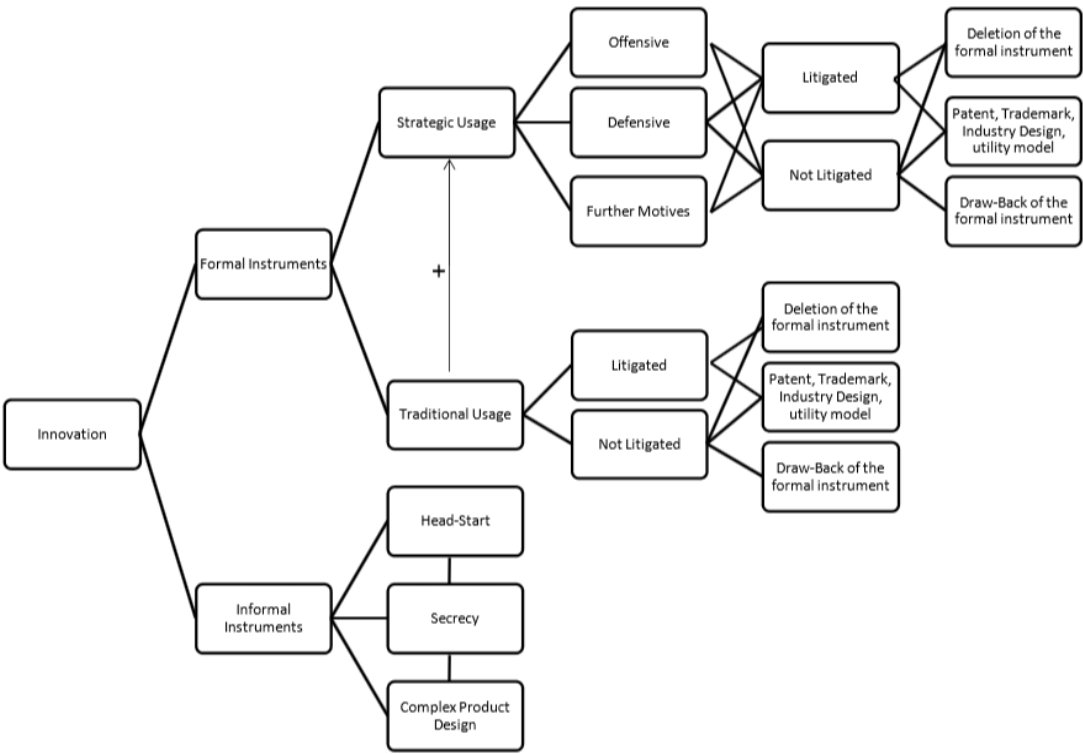 Offensive
Deletion of the
formal instrument
Litigated
Strategic Usage
Defensive
Patent, Trademark,
Industry Design,
utility model
Not Litigated
Further Motives
Draw-Back of the
formal instrument
Formal Instruments
+
Deletion of the
formal instrument
Litigated
Patent, Trademark,
Industry Design,
utility model
Traditional Usage
Innovation
Not Litigated
Draw-Back of the
formal instrument
Head-Start
Informal
Instruments
Secrecy
Complex Product
Design